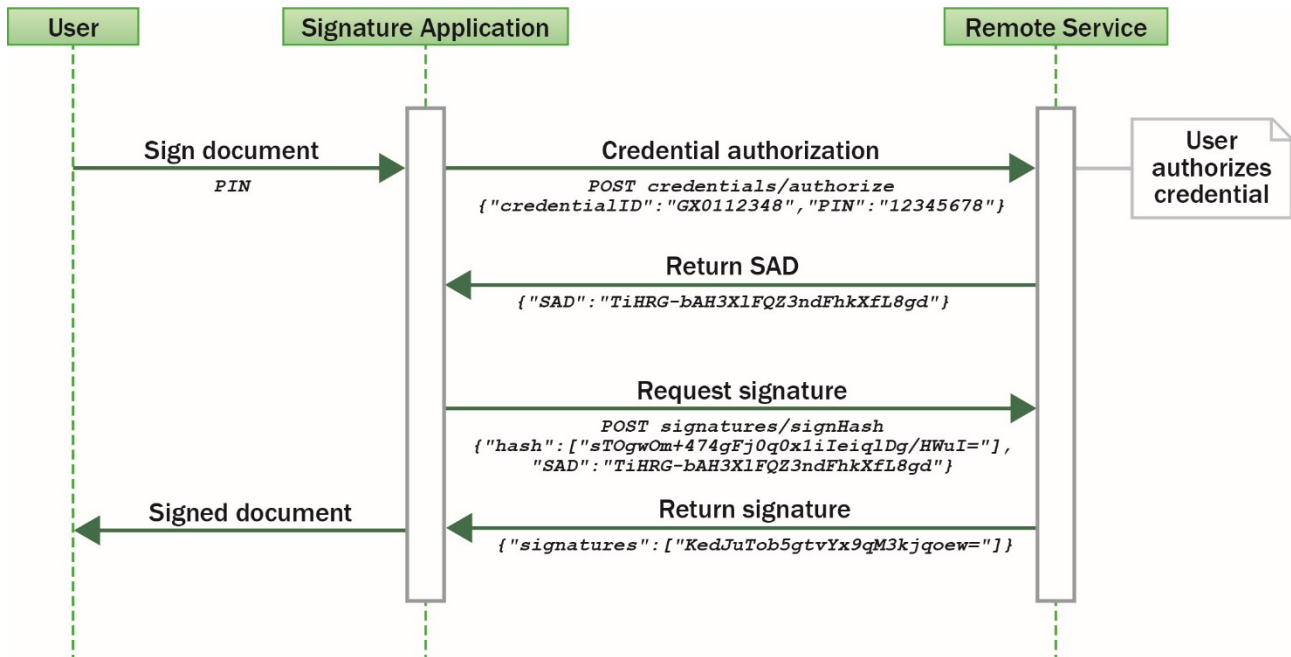 User
Signature Application
Remote Service
Sign document
PIN
Credential authorization
POST credentials/authorize
{"credentialID":"GX0112348","PIN":"12345678"}
User
authorizes
credential
Return SAD
{"SAD":"TiHRG-bAH3XlFQZ3ndFhkXfL8gd"}
Request signature
POST signatures/signHash
{"hash":["sTOgwOm+474gFj0q0x1iIeiqlDg/HWuI="],
"SAD":"TiHRG-bAH3XlFQZ3ndFhkXfL8gd"}
Signed document
Return signature
{"signatures":["KedJuTob5gtvYx9qM3kjqoew="]}